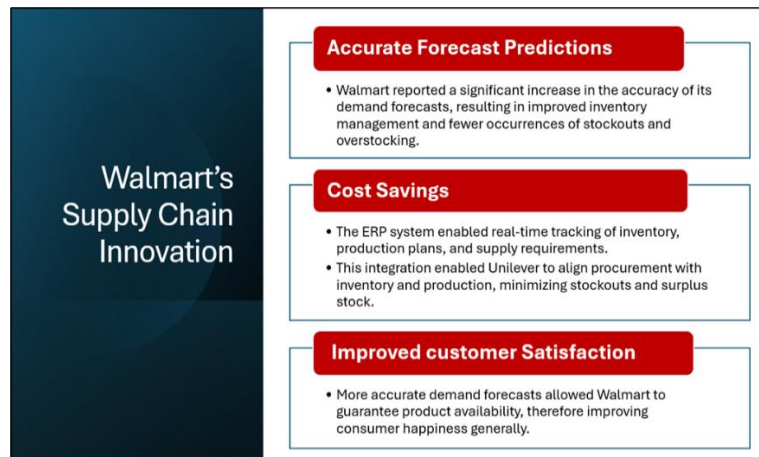 Walmart's
Supply Chain
Innovation
Accurate Forecast Predictions
• Walmart reported a significant increase in the accuracy of its
demand forecasts, resulting in improved inventory
management and fewer occurrences of stockouts and
overstocking.
Cost Savings
• The ERP system enabled real-time tracking of inventory,
production plans, and supply requirements.
• This integration enabled Unilever to align procurement with
inventory and production, minimizing stockouts and surplus
stock.
Improved customer Satisfaction
• More accurate demand forecasts allowed Walmart to
guarantee product availability, therefore improving
consumer happiness generally.